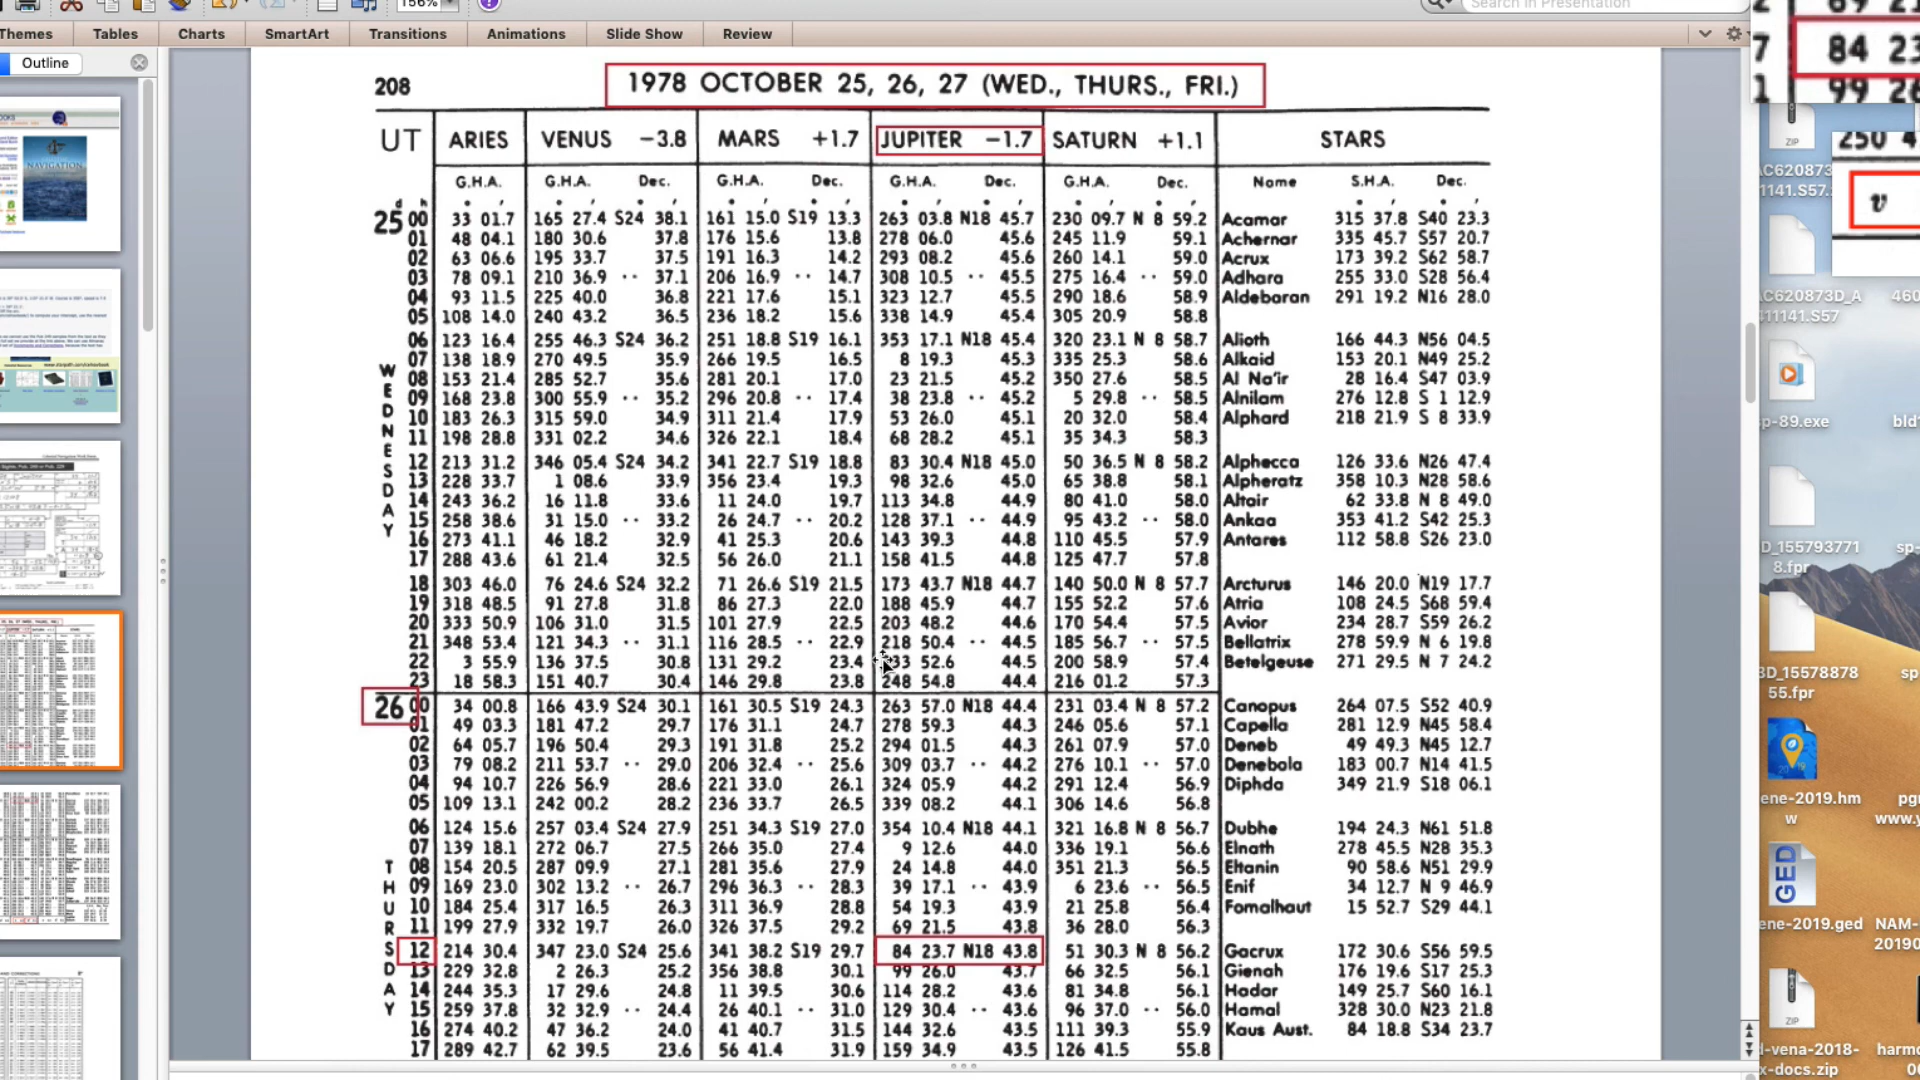 156%
Search in Presentation
Themes Tables Charts SmartArt Transitions Animations Slide Show Review
Outline
208 1978 OCTOBER 25, 26, 27 (WED., THURS., FRI.)
UT ARIES VENUS −3.8 MARS +1.7 JUPITER −1.7 SATURN +1.1 STARS
G.H.A. G.H.A. Dec. G.H.A. Dec. G.H.A. Dec. G.H.A. Dec. Name S.H.A. Dec.
d h
25 00 33 01.7 165 27.4 S24 38.1 161 15.0 S19 13.3 263 03.8 N18 45.7 230 09.7 N 8 59.2 Acamar 315 37.8 S40 23.3
01 48 04.1 180 30.6 37.8 176 15.6 13.8 278 06.0 45.6 245 11.9 59.1 Achernar 335 45.7 S57 20.7
02 63 06.6 195 33.7 37.5 191 16.3 14.2 293 08.2 45.6 260 14.1 59.0 Acrux 173 39.2 S62 58.7
03 78 09.1 210 36.9 ·· 37.1 206 16.9 ·· 14.7 308 10.5 ·· 45.5 275 16.4 ·· 59.0 Adhara 255 33.0 S28 56.4
04 93 11.5 225 40.0 36.8 221 17.6 15.1 323 12.7 45.5 290 18.6 58.9 Aldebaran 291 19.2 N16 28.0
05 108 14.0 240 43.2 36.5 236 18.2 15.6 338 14.9 45.4 305 20.9 58.8
06 123 16.4 255 46.3 S24 36.2 251 18.8 S19 16.1 353 17.1 N18 45.4 320 23.1 N 8 58.7 Alioth 166 44.3 N56 04.5
07 138 18.9 270 49.5 35.9 266 19.5 16.5 8 19.3 45.3 335 25.3 58.6 Alkaid 153 20.1 N49 25.2
08 153 21.4 285 52.7 35.6 281 20.1 17.0 23 21.5 45.2 350 27.6 58.5 Al Na'ir 28 16.4 S47 03.9
09 168 23.8 300 55.9 ·· 35.2 296 20.8 ·· 17.4 38 23.8 ·· 45.2 5 29.8 ·· 58.5 Alnilam 276 12.8 S 1 12.9
10 183 26.3 315 59.0 34.9 311 21.4 17.9 53 26.0 45.1 20 32.0 58.4 Alphard 218 21.9 S 8 33.9
11 198 28.8 331 02.2 34.6 326 22.1 18.4 68 28.2 45.1 35 34.3 58.3
12 213 31.2 346 05.4 S24 34.2 341 22.7 S19 18.8 83 30.4 N18 45.0 50 36.5 N 8 58.2 Alphecca 126 33.6 N26 47.4
13 228 33.7 1 08.6 33.9 356 23.4 19.3 98 32.6 45.0 65 38.8 58.1 Alpheratz 358 10.3 N28 58.6
14 243 36.2 16 11.8 33.6 11 24.0 19.7 113 34.8 44.9 80 41.0 58.0 Altair 62 33.8 N 8 49.0
15 258 38.6 31 15.0 ·· 33.2 26 24.7 ·· 20.2 128 37.1 ·· 44.9 95 43.2 ·· 58.0 Ankaa 353 41.2 S42 25.3
16 273 41.1 46 18.2 32.9 41 25.3 20.6 143 39.3 44.8 110 45.5 57.9 Antares 112 58.8 S26 23.0
17 288 43.6 61 21.4 32.5 56 26.0 21.1 158 41.5 44.8 125 47.7 57.8
18 303 46.0 76 24.6 S24 32.2 71 26.6 S19 21.5 173 43.7 N18 44.7 140 50.0 N 8 57.7 Arcturus 146 20.0 N19 17.7
19 318 48.5 91 27.8 31.8 86 27.3 22.0 188 45.9 44.7 155 52.2 57.6 Atria 108 24.5 S68 59.4
20 333 50.9 106 31.0 31.5 101 27.9 22.5 203 48.2 44.6 170 54.4 57.5 Avior 234 28.7 S59 26.2
21 348 53.4 121 34.3 ·· 31.1 116 28.5 ·· 22.9 218 50.4 ·· 44.5 185 56.7 ·· 57.5 Bellatrix 278 59.9 N 6 19.8
22 3 55.9 136 37.5 30.8 131 29.2 23.4 33 52.6 44.5 200 58.9 57.4 Betelgeuse 271 29.5 N 7 24.2
23 18 58.3 151 40.7 30.4 146 29.8 23.8 248 54.8 44.4 216 01.2 57.3
WEDNESDAY
26 00 34 00.8 166 43.9 S24 30.1 161 30.5 S19 24.3 263 57.0 N18 44.4 231 03.4 N 8 57.2 Canopus 264 07.5 S52 40.9
01 49 03.3 181 47.2 29.7 176 31.1 24.7 278 59.3 44.3 246 05.6 57.1 Capella 281 12.9 N45 58.4
02 64 05.7 196 50.4 29.3 191 31.8 25.2 294 01.5 44.3 261 07.9 57.0 Deneb 49 49.3 N45 12.7
03 79 08.2 211 53.7 ·· 29.0 206 32.4 ·· 25.6 309 03.7 ·· 44.2 276 10.1 ·· 57.0 Denebola 183 00.7 N14 41.5
04 94 10.7 226 56.9 28.6 221 33.0 26.1 324 05.9 44.2 291 12.4 56.9 Diphda 349 21.9 S18 06.1
05 109 13.1 242 00.2 28.2 236 33.7 26.5 339 08.2 44.1 306 14.6 56.8
06 124 15.6 257 03.4 S24 27.9 251 34.3 S19 27.0 354 10.4 N18 44.1 321 16.8 N 8 56.7 Dubhe 194 24.3 N61 51.8
07 139 18.1 272 06.7 27.5 266 35.0 27.4 9 12.6 44.0 336 19.1 56.6 Elnath 278 45.5 N28 35.3
08 154 20.5 287 09.9 27.1 281 35.6 27.9 24 14.8 44.0 351 21.3 56.5 Eltanin 90 58.6 N51 29.9
09 169 23.0 302 13.2 ·· 26.7 296 36.3 ·· 28.3 39 17.1 ·· 43.9 6 23.6 ·· 56.5 Enif 34 12.7 N 9 46.9
10 184 25.4 317 16.5 26.3 311 36.9 28.8 54 19.3 43.9 21 25.8 56.4 Fomalhaut 15 52.7 S29 44.1
11 199 27.9 332 19.7 26.0 326 37.5 29.2 69 21.5 43.8 36 28.0 56.3
12 214 30.4 347 23.0 S24 25.6 341 38.2 S19 29.7 84 23.7 N18 43.8 51 30.3 N 8 56.2 Gacrux 172 30.6 S56 59.5
13 229 32.8 2 26.3 25.2 356 38.8 30.1 99 26.0 43.7 66 32.5 56.1 Gienah 176 19.6 S17 25.3
14 244 35.3 17 29.6 24.8 11 39.5 30.6 114 28.2 43.6 81 34.8 56.1 Hadar 149 25.7 S60 16.1
15 259 37.8 32 32.9 ·· 24.4 26 40.1 ·· 31.0 129 30.4 ·· 43.6 96 37.0 ·· 56.0 Hamal 328 30.0 N23 21.8
16 274 40.2 47 36.2 24.0 41 40.7 31.5 144 32.6 43.5 111 39.3 55.9 Kaus Aust. 84 18.8 S34 23.7
17 289 42.7 62 39.5 23.6 56 41.4 31.9 159 34.9 43.5 126 41.5 55.8
THURSDAY
NAVIGATION
7 84 23
1 99 26
250 4
v
ZIP
AC620873
1141.S57.
AC620873D_A
411141.S57
460
sp-89.exe
bld
D_155793771
8.fpr
sp-
3D_15578878
55.fpr
sp
ene-2019.hm
w
pg
www.y
GED
ene-2019.ged
NAM-
20190
ZIP
d-vena-2018-
x-docs.zip
harmo
00